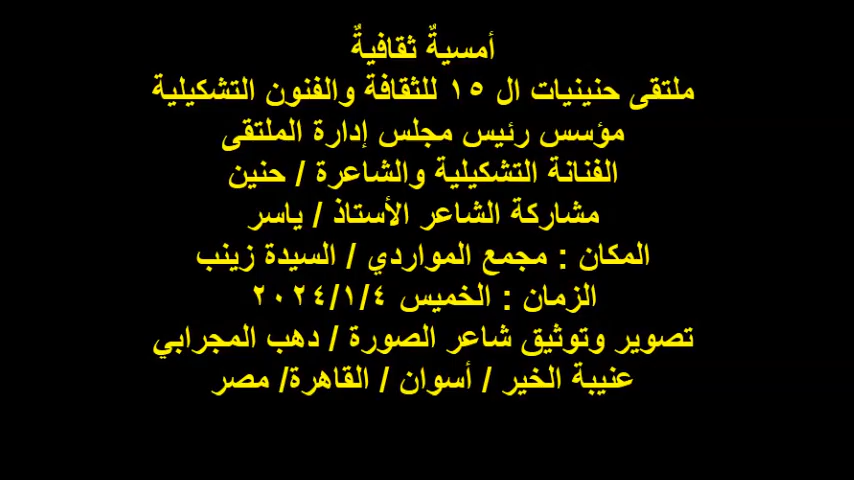 أمسيةٌ ثقافيةٌ
ملتقى حنينيات ال ١٥ للثقافة والفنون التشكيلية
مؤسس رئيس مجلس إدارة الملتقى
الفنانة التشكيلية والشاعرة / حنين
مشاركة الشاعر الأستاذ / ياسر
المكان : مجمع المواردي / السيدة زينب
الزمان : الخميس ٢٠٢٤/١/٤
تصوير وتوثيق شاعر الصورة / دهب المجرابي
عنيبة الخير / أسوان / القاهرة/ مصر